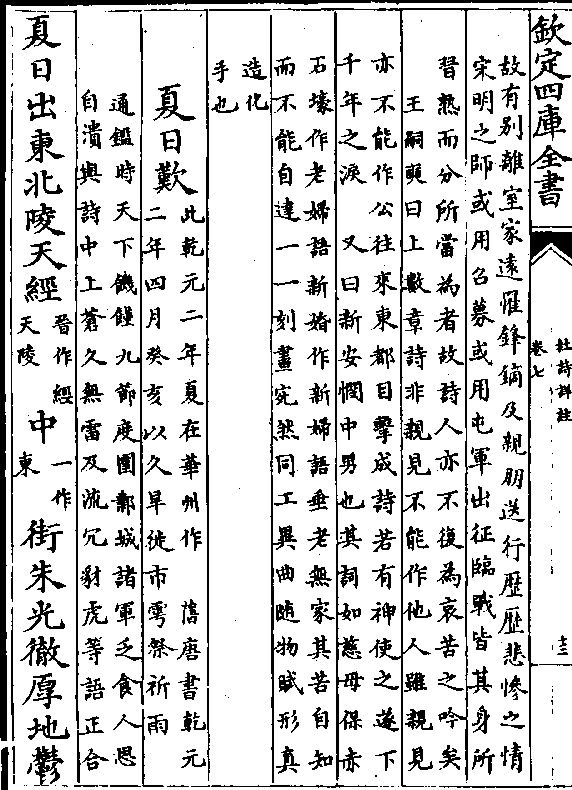 欽定四庫全書
杜詩詳註
卷七
十三
故有别離室家遠罹鋒鏑及親朋送行歴歴悲慘之情
宋明之師或用召募或用屯軍出征臨戰皆其身所
習熟而分所當為者故詩人亦不復為哀苦之吟矣
王嗣奭曰上數章詩非親見不能作他人雖親見
亦不能作公往來東都目擊成詩若有神使之遂下
千年之淚 又曰新安憫中男也其詞如慈母保赤
石壕作老婦語新婚作新婦語垂老無家其苦自知
而不能自達一一刻畫宛然同工異曲随物賦形真
造化
手也
夏日歎 此乾元二年夏在華州作 舊唐書乾元
二年四月癸亥以久旱徙市雩祭祈雨
通鑑時天下饑饉九節度圍鄴城諸軍乏食人思
自潰與詩中上蒼久無雷及流冗豺虎等語正合
夏日出東北陵天經晉作經天陵中一作東街朱光徹厚地鬱